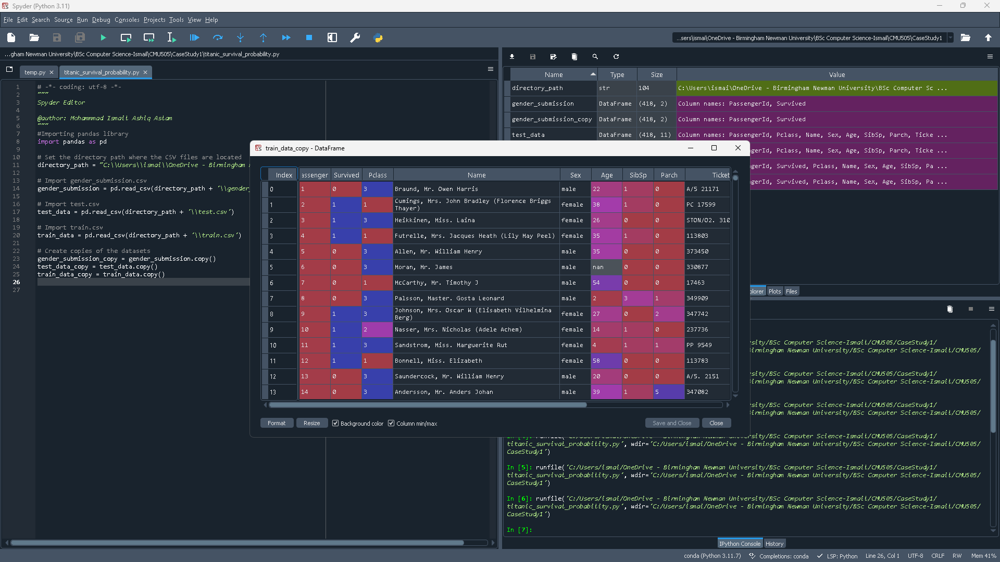 Spyder (Python 3.11)
File Edit Search Source Run Debug Consoles Projects Tools View Help
...sers\ismai\OneDrive - Birmingham Newman University\BSc Computer Science-Ismail\CMU505\CaseStudy1
...gham Newman University\BSc Computer Science-Ismail\CMU505\CaseStudy1\titanic_survival_probability.py
temp.py titanic_survival_probability.py
1 # -*- coding: utf-8 -*-
2 """
3 Spyder Editor
4
5 @author: Mohammmad Ismail Ashiq Aslam
6 """
7 #Importing pandas library
8 import pandas as pd
9
10 # Set the directory path where the CSV files are located
11 directory_path = "C:\\Users\\ismai\\OneDrive - Birmingham
12
13 # Import gender_submission.csv
14 gender_submission = pd.read_csv(directory_path + '\\gender
15
16 # Import test.csv
17 test_data = pd.read_csv(directory_path + '\\test.csv')
18
19 # Import train.csv
20 train_data = pd.read_csv(directory_path + '\\train.csv')
21
22 # Create copies of the datasets
23 gender_submission_copy = gender_submission.copy()
24 test_data_copy = test_data.copy()
25 train_data_copy = train_data.copy()
26
27
Name Type Size Value
directory_path str 104 C:\Users\ismai\OneDrive - Birmingham Newman University\BSc Computer Sc ...
gender_submission DataFrame (418, 2) Column names: PassengerId, Survived
gender_submission_copy DataFrame (418, 2) Column names: PassengerId, Survived
test_data DataFrame (418, 11) Column names: PassengerId, Pclass, Name, Sex, Age, SibSp, Parch, Ticke ...
gerId, Pclass, Name, Sex, Age, SibSp, Parch, Ticke ...
gerId, Survived, Pclass, Name, Sex, Age, SibSp, Pa ...
gerId, Survived, Pclass, Name, Sex, Age, SibSp, Pa ...
plorer Plots Files
train_data_copy - DataFrame
Index assenger Survived Pclass Name Sex Age SibSp Parch Ticket
0 1 0 3 Braund, Mr. Owen Harris male 22 1 0 A/5 21171
1 2 1 1 Cumings, Mrs. John Bradley (Florence Briggs Thayer) female 38 1 0 PC 17599
2 3 1 3 Heikkinen, Miss. Laina female 26 0 0 STON/O2. 310
3 4 1 1 Futrelle, Mrs. Jacques Heath (Lily May Peel) female 35 1 0 113803
4 5 0 3 Allen, Mr. William Henry male 35 0 0 373450
5 6 0 3 Moran, Mr. James male nan 0 0 330877
6 7 0 1 McCarthy, Mr. Timothy J male 54 0 0 17463
7 8 0 3 Palsson, Master. Gosta Leonard male 2 3 1 349909
8 9 1 3 Johnson, Mrs. Oscar W (Elisabeth Vilhelmina Berg) female 27 0 2 347742
9 10 1 2 Nasser, Mrs. Nicholas (Adele Achem) female 14 1 0 237736
10 11 1 3 Sandstrom, Miss. Marguerite Rut female 4 1 1 PP 9549
11 12 1 1 Bonnell, Miss. Elizabeth female 58 0 0 113783
12 13 0 3 Saundercock, Mr. William Henry male 20 0 0 A/5. 2151
13 14 0 3 Andersson, Mr. Anders Johan male 39 1 5 347082
Format Resize Background color Column min/max Save and Close Close
sity/BSc Computer Science-Ismail/CMU505/CaseStudy1/
Birmingham Newman University/BSc Computer Science-Ismail/CMU505/
sity/BSc Computer Science-Ismail/CMU505/CaseStudy1/
Birmingham Newman University/BSc Computer Science-Ismail/CMU505/
sity/BSc Computer Science-Ismail/CMU505/CaseStudy1/
Birmingham Newman University/BSc Computer Science-Ismail/CMU505/
In [4]: runfile('C:/Users/ismai/OneDrive - Birmingham Newman University/BSc Computer Science-Ismail/CMU505/CaseStudy1/
titanic_survival_probability.py', wdir='C:/Users/ismai/OneDrive - Birmingham Newman University/BSc Computer Science-Ismail/CMU505/
CaseStudy1')
In [5]: runfile('C:/Users/ismai/OneDrive - Birmingham Newman University/BSc Computer Science-Ismail/CMU505/CaseStudy1/
titanic_survival_probability.py', wdir='C:/Users/ismai/OneDrive - Birmingham Newman University/BSc Computer Science-Ismail/CMU505/
CaseStudy1')
In [6]: runfile('C:/Users/ismai/OneDrive - Birmingham Newman University/BSc Computer Science-Ismail/CMU505/CaseStudy1/
titanic_survival_probability.py', wdir='C:/Users/ismai/OneDrive - Birmingham Newman University/BSc Computer Science-Ismail/CMU505/
CaseStudy1')
In [7]:
IPython Console History
conda (Python 3.11.7) Completions: conda LSP: Python Line 26, Col 1 UTF-8 CRLF RW Mem 41%